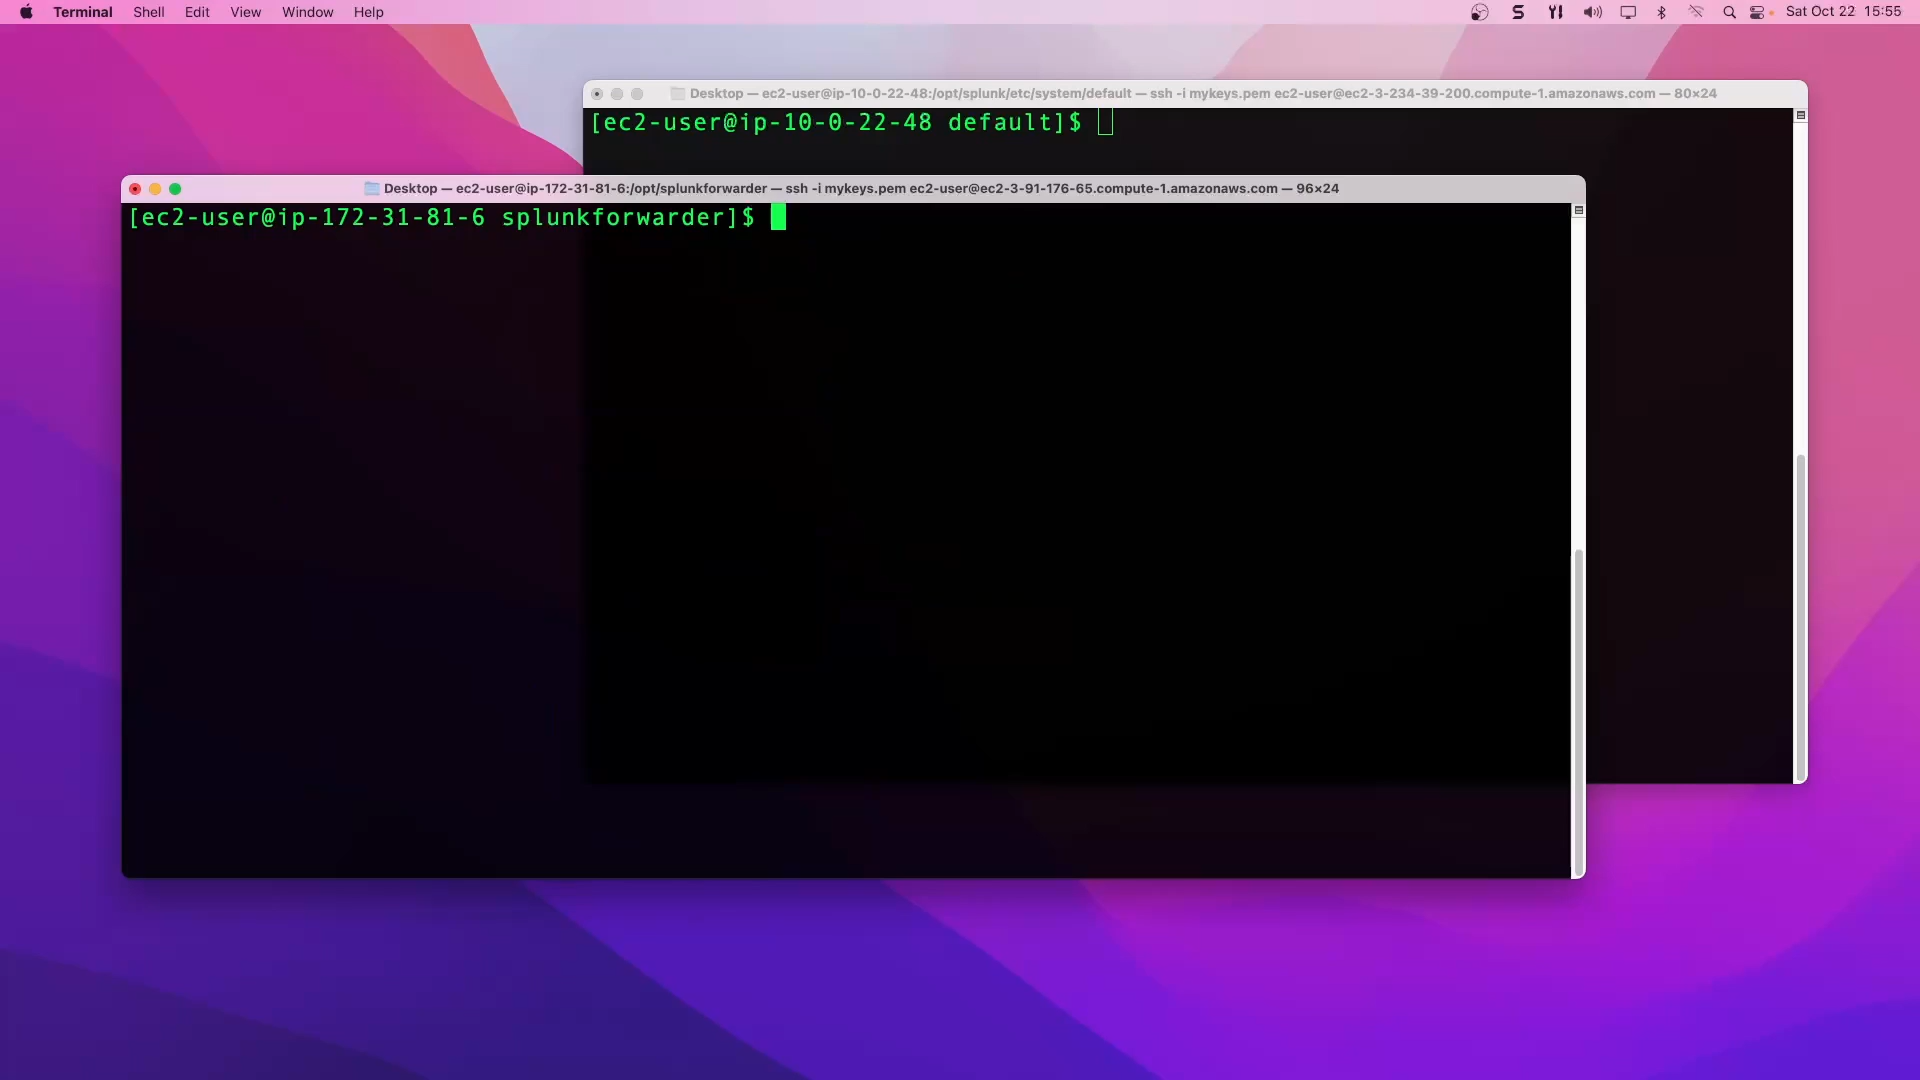 Terminal Shell Edit View Window Help Sat Oct 22 15:55
Desktop — ec2-user@ip-10-0-22-48:/opt/splunk/etc/system/default — ssh -i mykeys.pem ec2-user@ec2-3-234-39-200.compute-1.amazonaws.com — 80×24
[ec2-user@ip-10-0-22-48 default]$
Desktop — ec2-user@ip-172-31-81-6:/opt/splunkforwarder — ssh -i mykeys.pem ec2-user@ec2-3-91-176-65.compute-1.amazonaws.com — 96×24
[ec2-user@ip-172-31-81-6 splunkforwarder]$